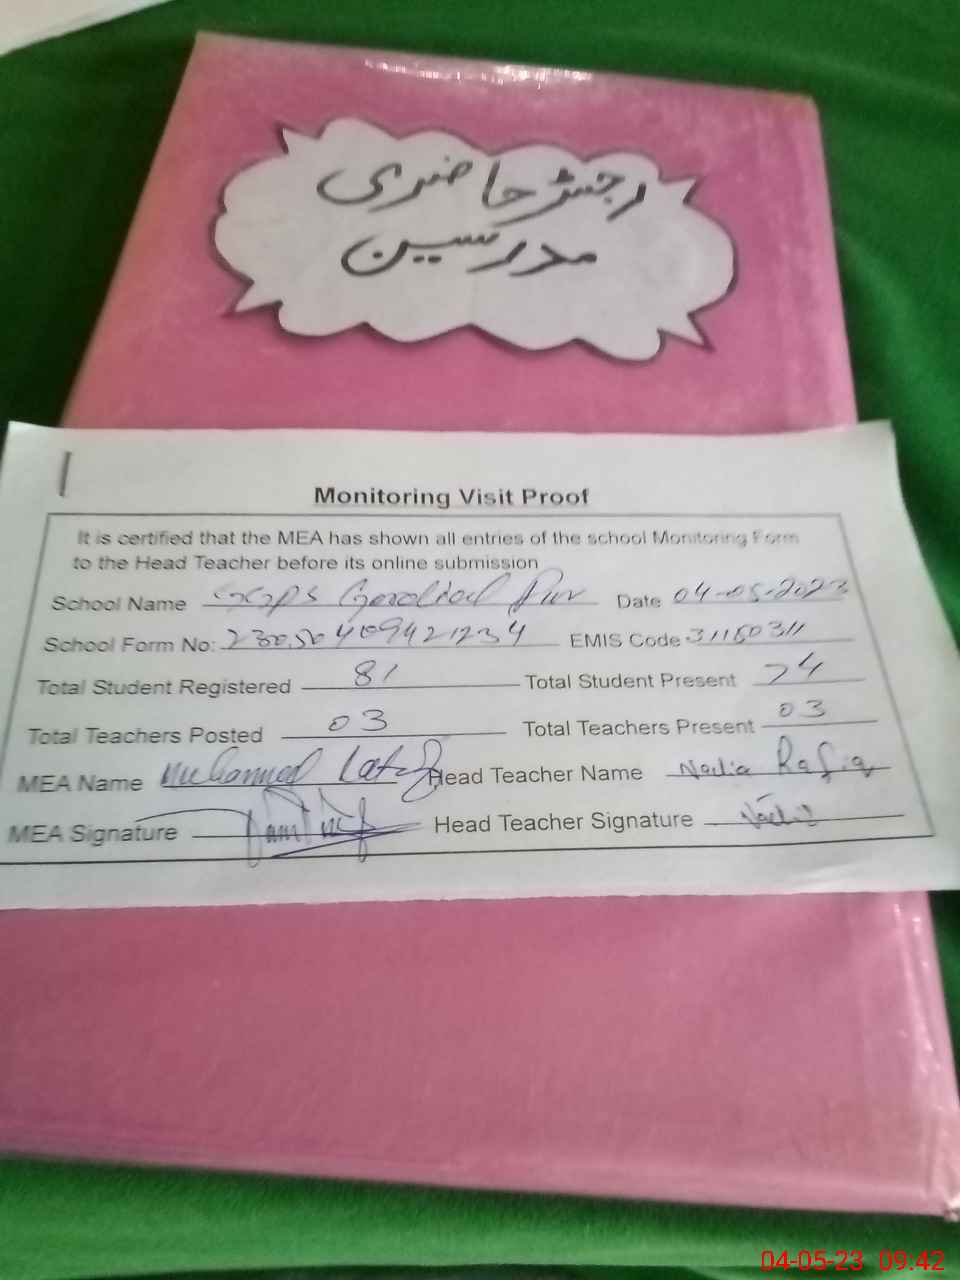 رجسٹر حاضری
مدرسین
Monitoring Visit Proof
It is certified that the MEA has shown all entries of the school Monitoring Form
to the Head Teacher before its online submission
School Name GGPS Date 04-05-2023
School Form No: 230504109421234 EMIS Code 31150311
Total Student Registered 81 Total Student Present 74
Total Teachers Posted 03 Total Teachers Present 03
MEA Name Muhammad Latif Head Teacher Name Nadia Rafiq
MEA Signature Head Teacher Signature Nadia
04-05-23 09:42